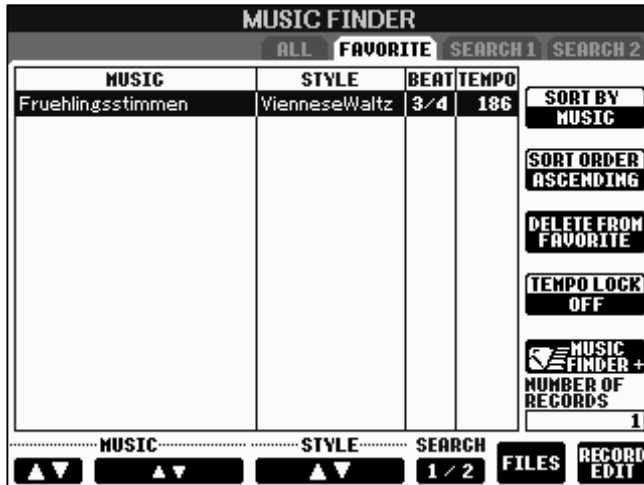 MUSIC FINDER
ALL FAVORITE SEARCH 1 SEARCH 2
MUSIC STYLE BEAT TEMPO
Fruehlingsstimmen VienneseWaltz 3/4 186
SORT BY
MUSIC
SORT ORDER
ASCENDING
DELETE FROM
FAVORITE
TEMPO LOCK
OFF
MUSIC
FINDER +
NUMBER OF
RECORDS
1
MUSIC STYLE SEARCH
1 / 2 FILES RECORD
EDIT